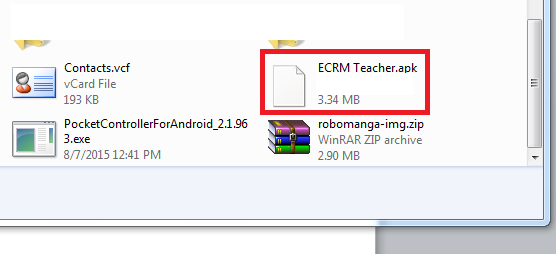 Contacts.vcf
vCard File
193 KB
ECRM Teacher.apk
3.34 MB
PocketControllerForAndroid_2.1.96
3.exe
8/7/2015 12:41 PM
robomanga-img.zip
WinRAR ZIP archive
2.90 MB